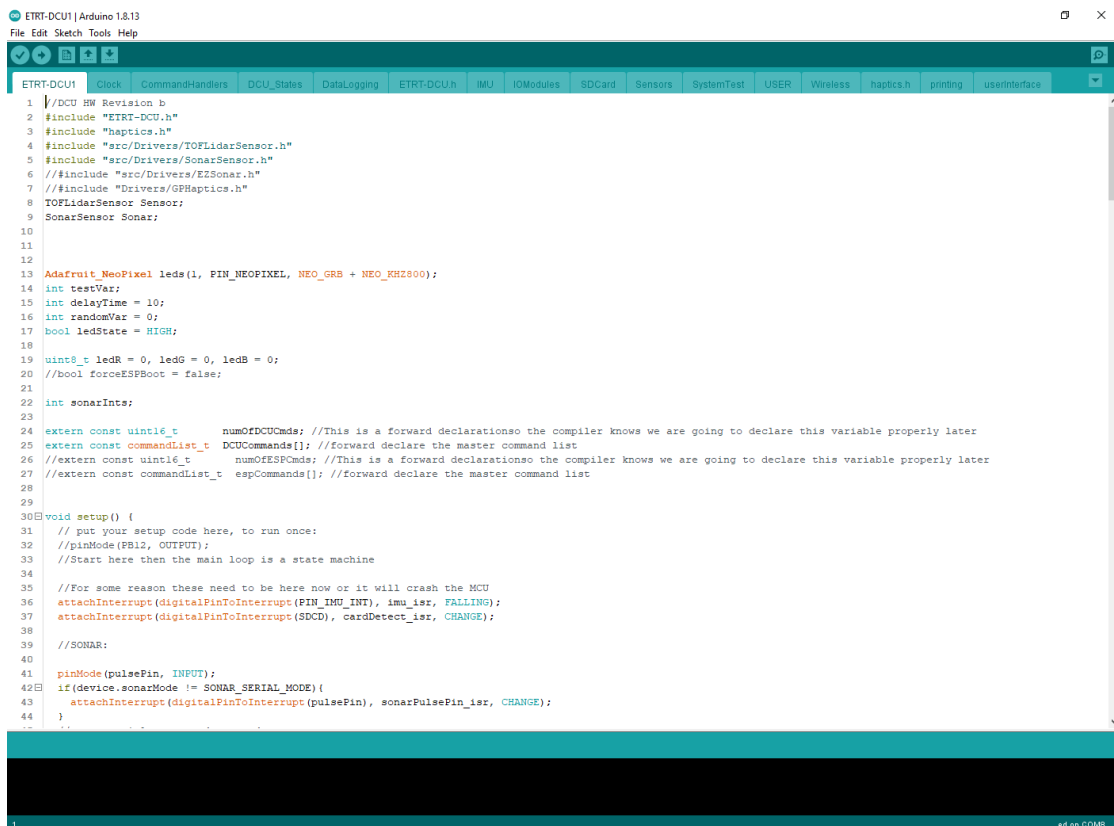 ETRT-DCU1 | Arduino 1.8.13
File Edit Sketch Tools Help
ETRT-DCU1 Clock CommandHandlers DCU_States DataLogging ETRT-DCU.h IMU IOModules SDCard Sensors SystemTest USER Wireless haptics.h printing userInterface
1 //DCU HW Revision b
2 #include "ETRT-DCU.h"
3 #include "haptics.h"
4 #include "src/Drivers/TOFLidarSensor.h"
5 #include "src/Drivers/SonarSensor.h"
6 //#include "src/Drivers/EZSonar.h"
7 //#include "Drivers/GPHaptics.h"
8 TOFLidarSensor Sensor;
9 SonarSensor Sonar;
10
11
12
13 Adafruit_NeoPixel leds(1, PIN_NEOPIXEL, NEO_GRB + NEO_KHZ800);
14 int testVar;
15 int delayTime = 10;
16 int randomVar = 0;
17 bool ledState = HIGH;
18
19 uint8_t ledR = 0, ledG = 0, ledB = 0;
20 //bool forceESPBoot = false;
21
22 int sonarInts;
23
24 extern const uint16_t numOfDCUCmds; //This is a forward declarationso the compiler knows we are going to declare this variable properly later
25 extern const commandList_t DCUCommands[]; //forward declare the master command list
26 //extern const uint16_t numOfESPCmds; //This is a forward declarationso the compiler knows we are going to declare this variable properly later
27 //extern const commandList_t espCommands[]; //forward declare the master command list
28
29
30 void setup() {
31 // put your setup code here, to run once:
32 //pinMode(PB12, OUTPUT);
33 //Start here then the main loop is a state machine
34
35 //For some reason these need to be here now or it will crash the MCU
36 attachInterrupt(digitalPinToInterrupt(PIN_IMU_INT), imu_isr, FALLING);
37 attachInterrupt(digitalPinToInterrupt(SDCD), cardDetect_isr, CHANGE);
38
39 //SONAR:
40
41 pinMode(pulsePin, INPUT);
42 if(device.sonarMode != SONAR_SERIAL_MODE){
43 attachInterrupt(digitalPinToInterrupt(pulsePin), sonarPulsePin_isr, CHANGE);
44 }
1 ed on COM8